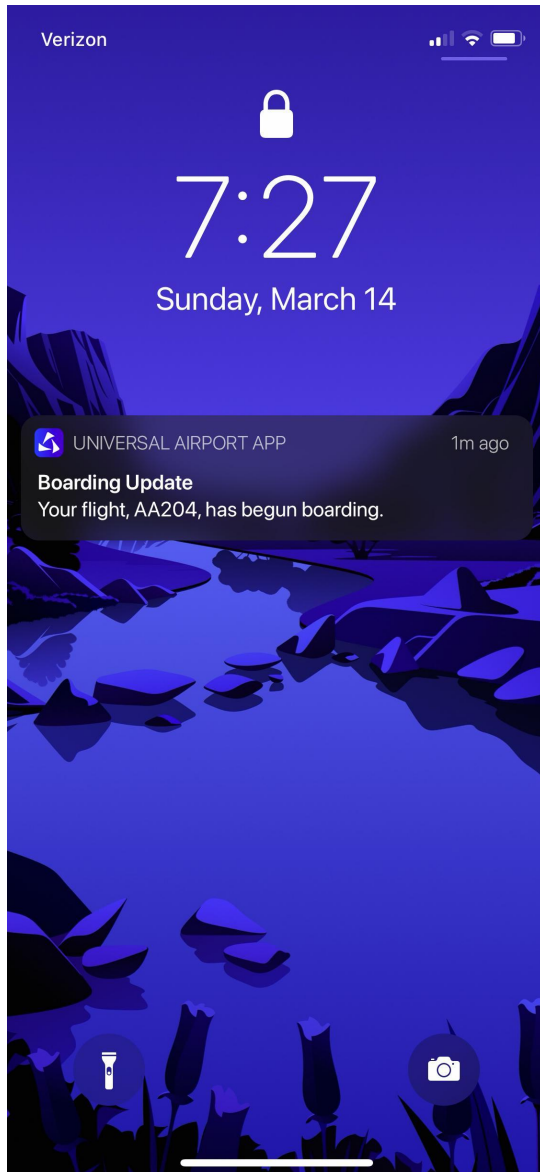 Verizon
7:27
Sunday, March 14
UNIVERSAL AIRPORT APP 1m ago
Boarding Update
Your flight, AA204, has begun boarding.